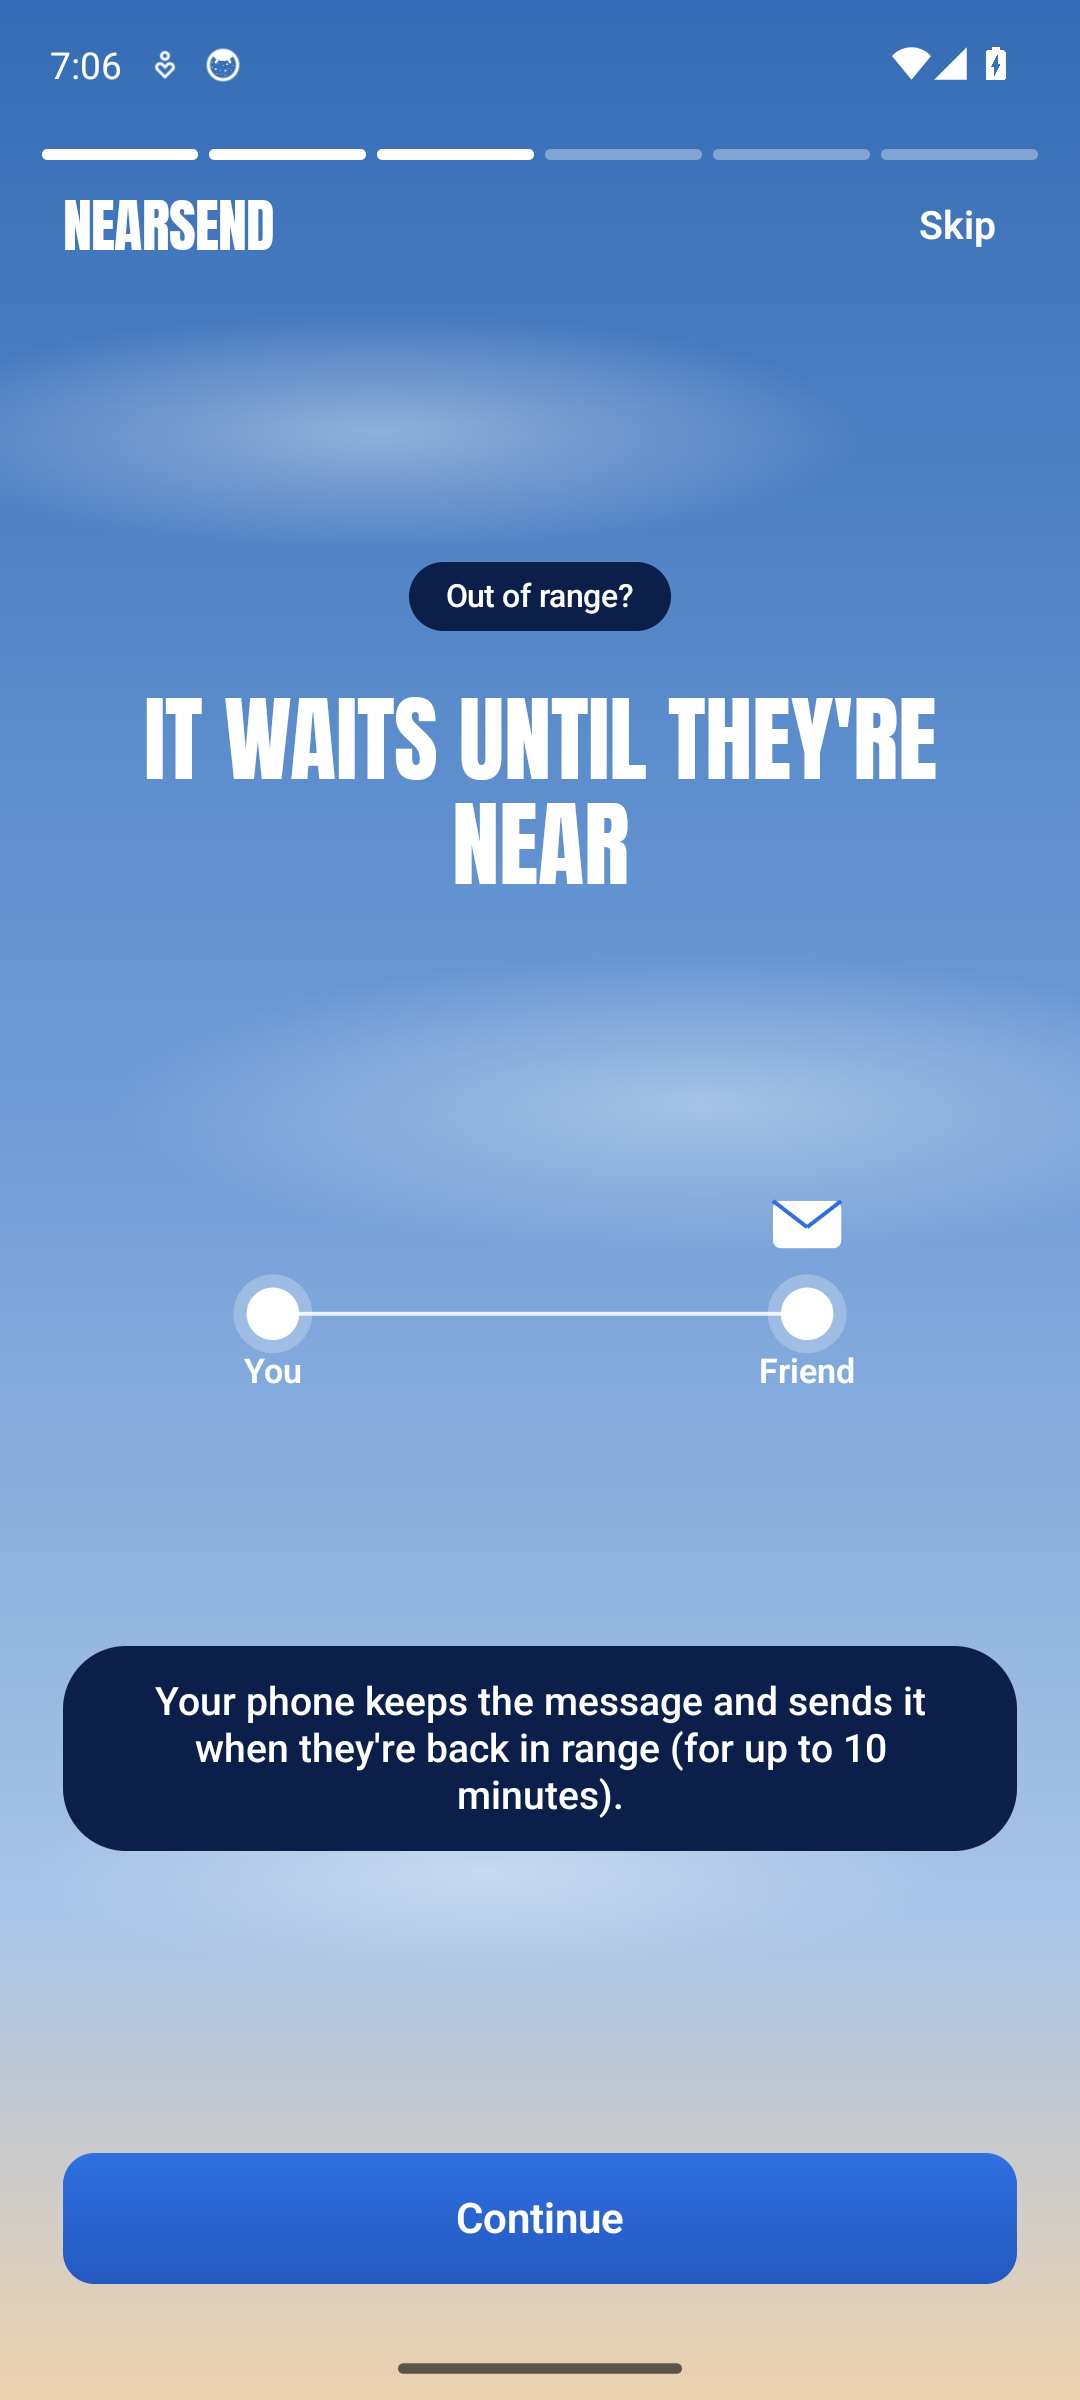 7:06
NEARSEND
Skip
Out of range?
IT WAITS UNTIL THEY'RE
NEAR
You
Friend
Your phone keeps the message and sends it
when they're back in range (for up to 10
minutes).
Continue